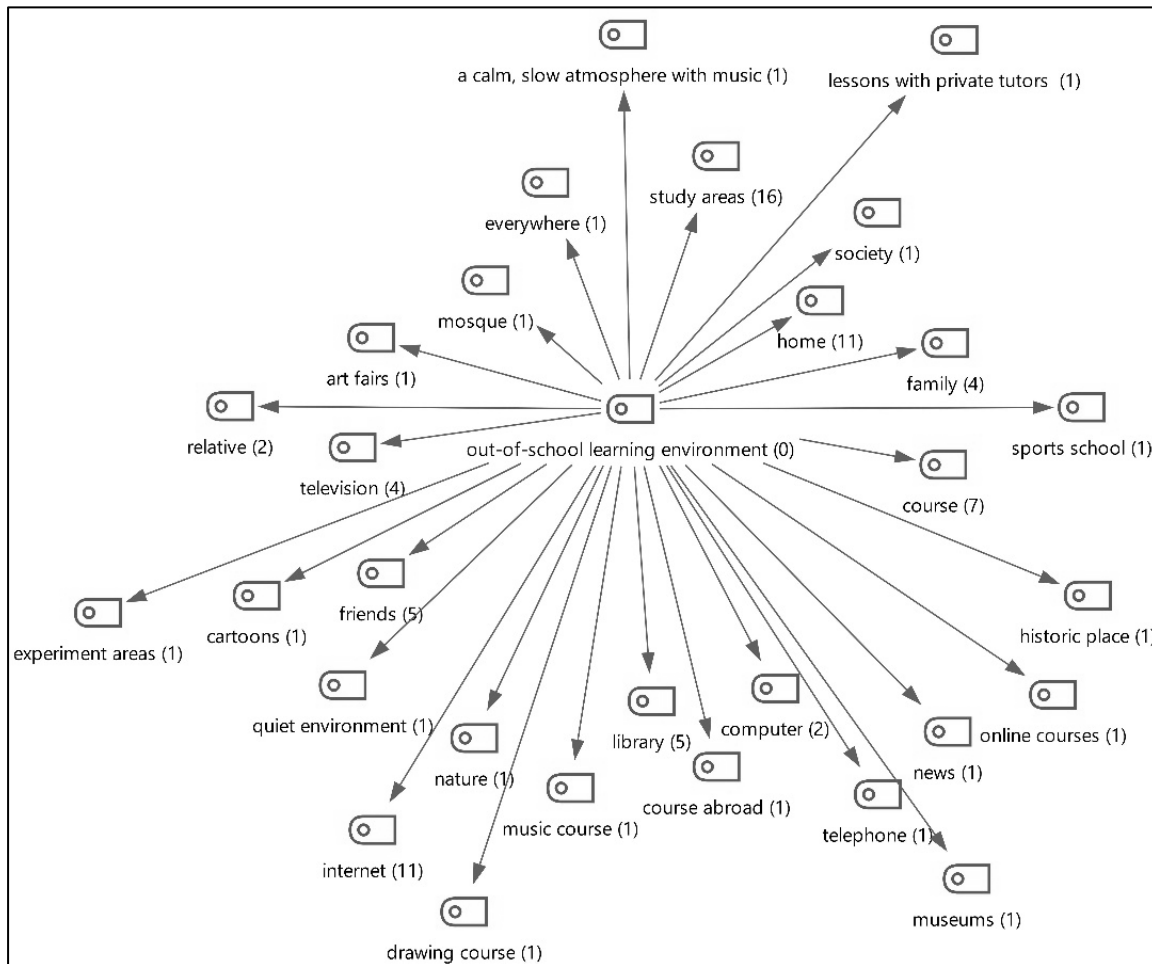 a calm, slow atmosphere with music (1)
lessons with private tutors (1)
study areas (16)
everywhere (1)
society (1)
mosque (1)
home (11)
art fairs (1)
family (4)
relative (2)
out-of-school learning environment (0)
sports school (1)
television (4)
course (7)
friends (5)
cartoons (1)
historic place (1)
experiment areas (1)
quiet environment (1)
library (5)
computer (2)
online courses (1)
nature (1)
news (1)
course abroad (1)
music course (1)
telephone (1)
internet (11)
museums (1)
drawing course (1)